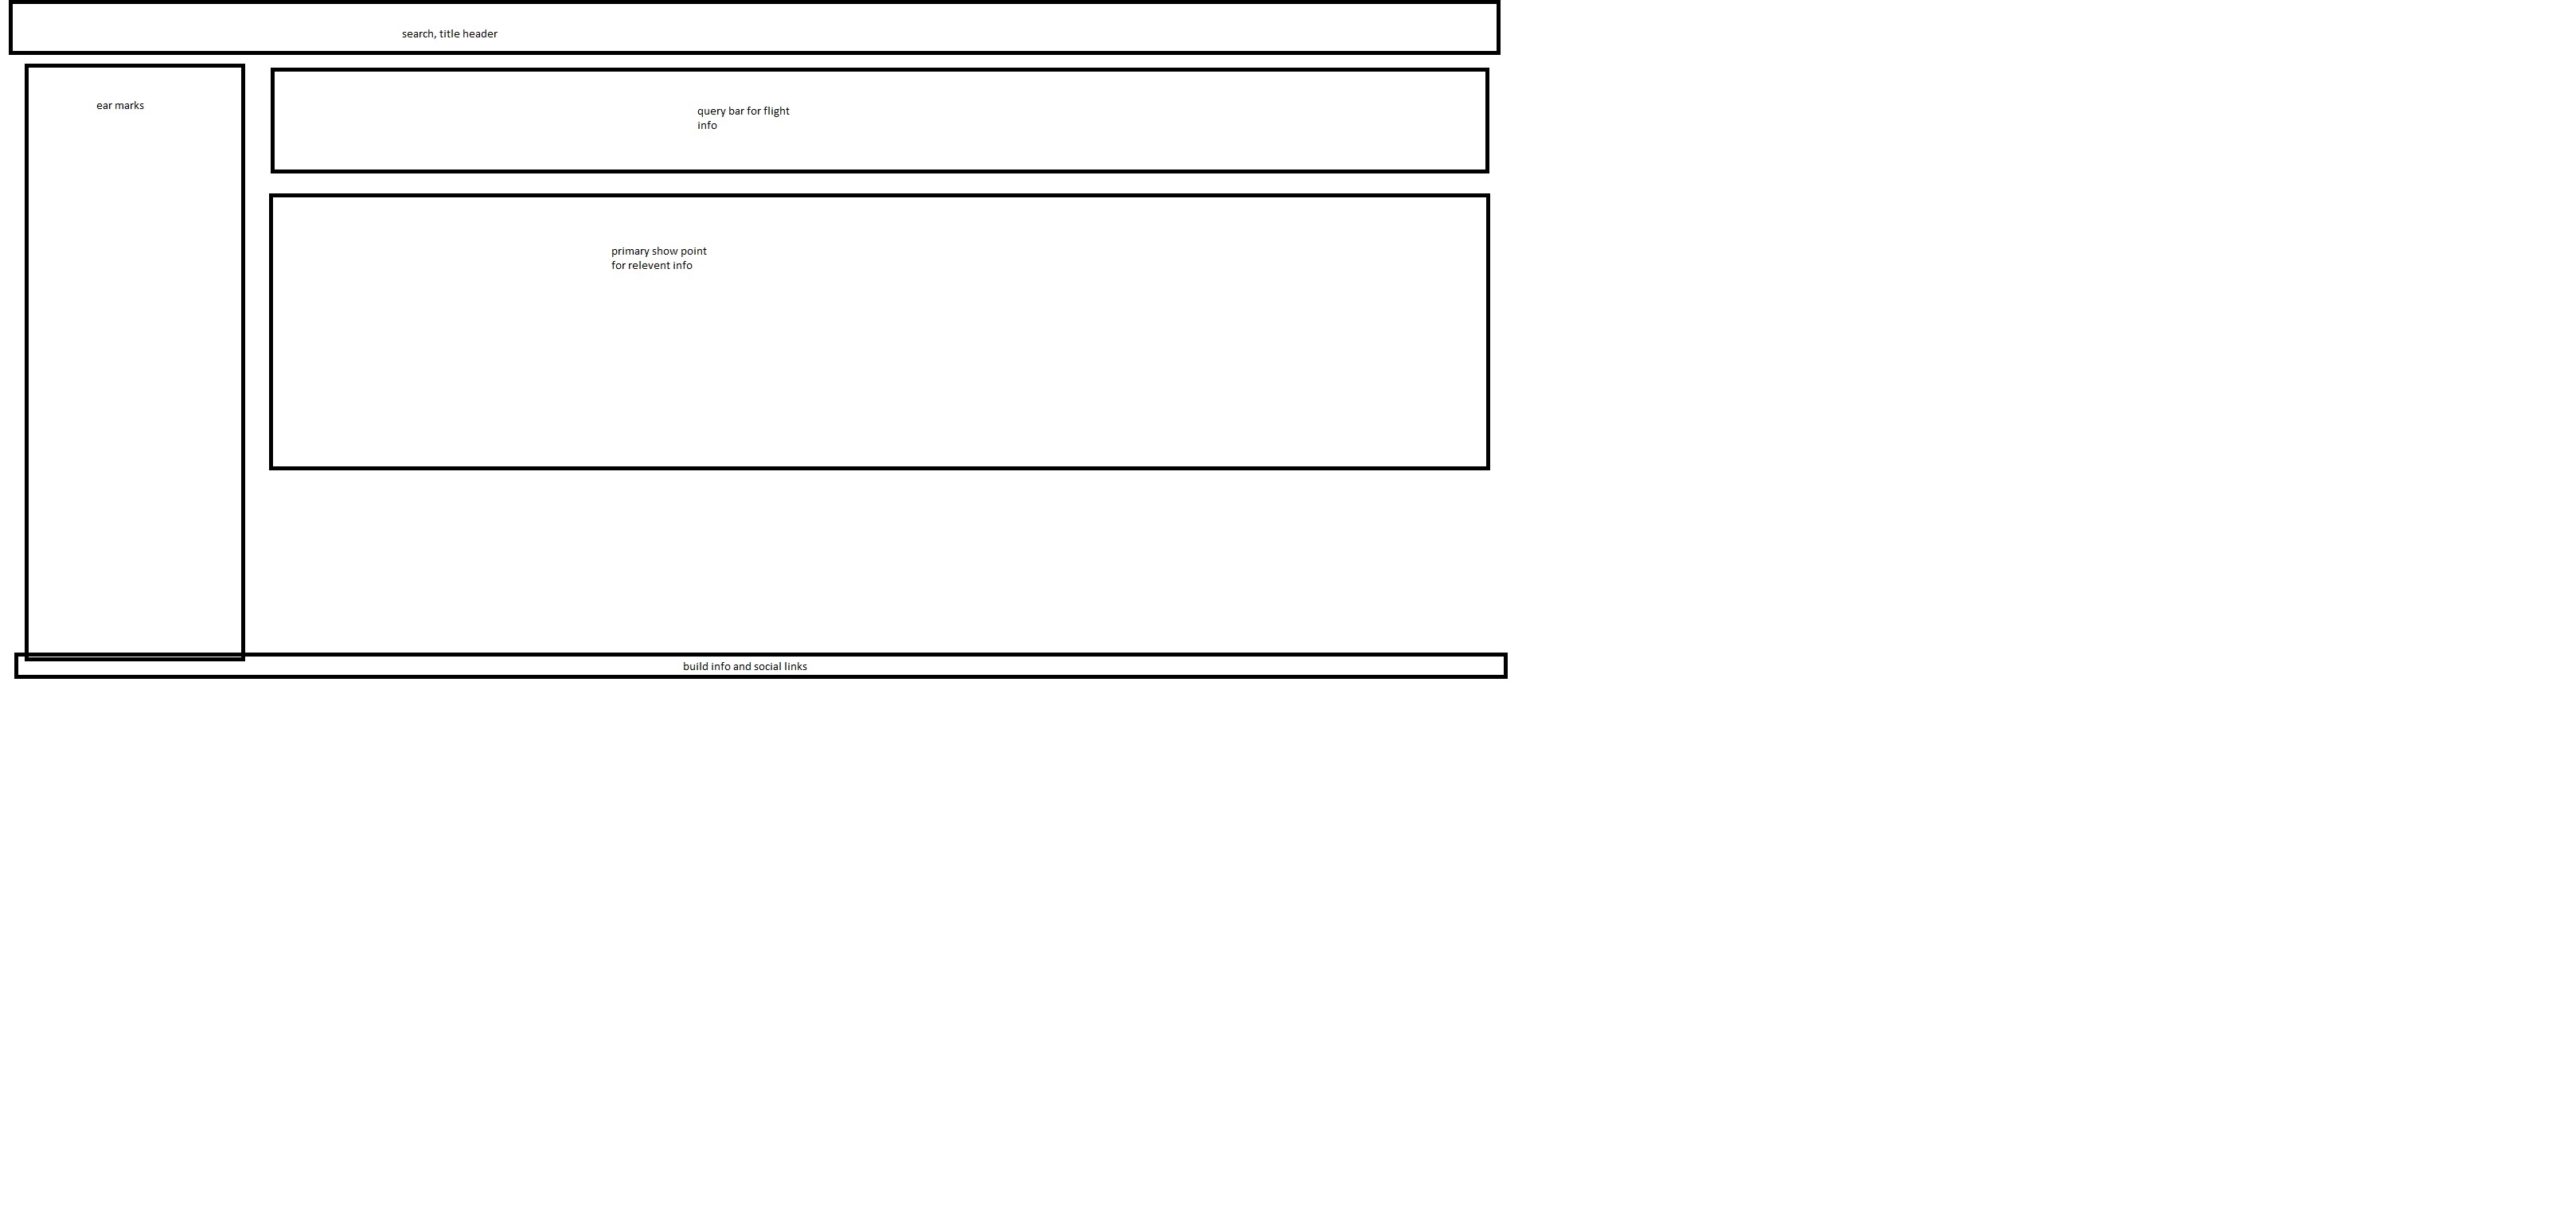 search, title header
ear marks
query bar for flight
info
primary show point
for relevent info
build info and social links